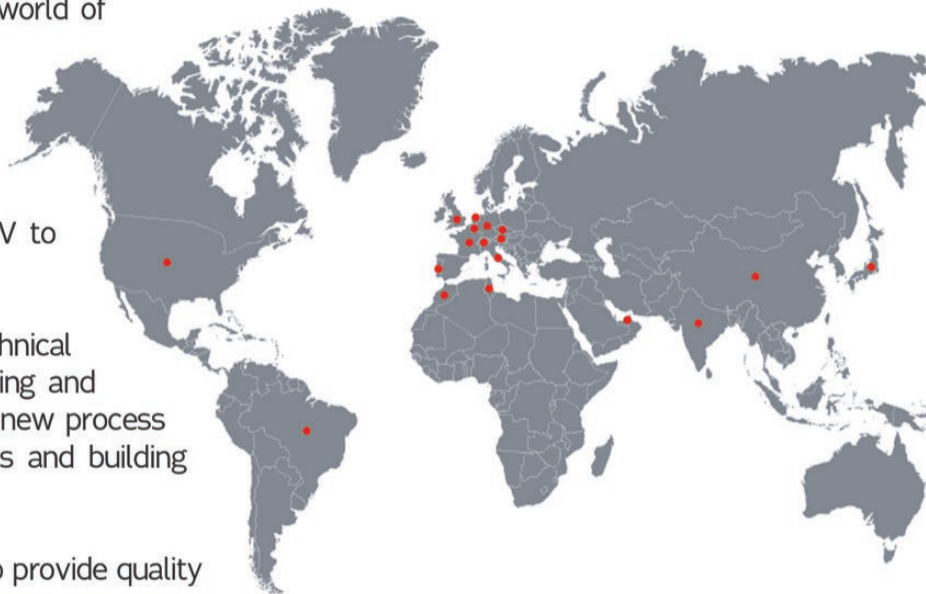 world of
V to
hnical
ing and
new process
s and building
o provide quality